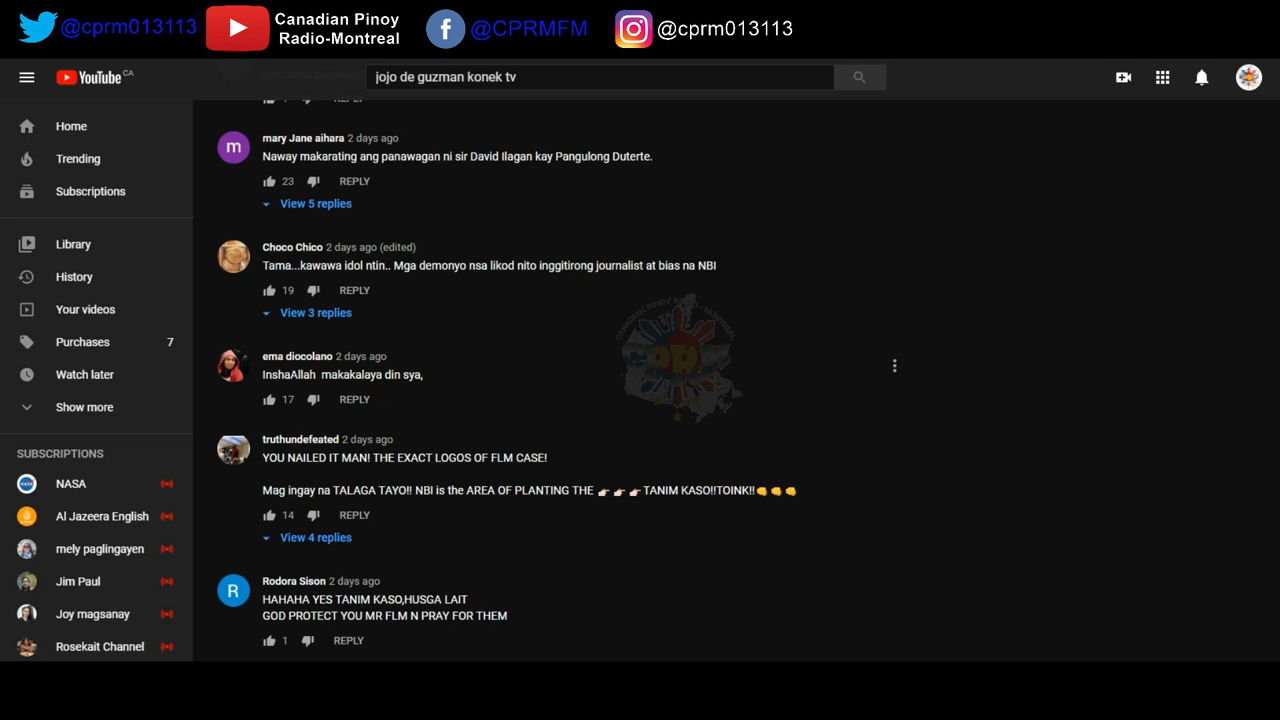 @cprm013113
Canadian Pinoy
Radio-Montreal
@CPRMFM
@cprm013113
YouTube CA
jojo de guzman konek tv
Home
Trending
Subscriptions
Library
History
Your videos
Purchases 7
Watch later
Show more
SUBSCRIPTIONS
NASA
Al Jazeera English
mely paglingayen
Jim Paul
Joy magsanay
Rosekait Channel
REPLY
mary Jane aihara 2 days ago
Naway makarating ang panawagan ni sir David Ilagan kay Pangulong Duterte.
23 REPLY
View 5 replies
Choco Chico 2 days ago (edited)
Tama...kawawa idol ntin.. Mga demonyo nsa likod nito inggitirong journalist at bias na NBI
19 REPLY
View 3 replies
ema diocolano 2 days ago
InshaAllah makakalaya din sya,
17 REPLY
truthundefeated 2 days ago
YOU NAILED IT MAN! THE EXACT LOGOS OF FLM CASE!
Mag ingay na TALAGA TAYO!! NBI is the AREA OF PLANTING THE 👉🏻👉🏻👉🏻TANIM KASO!!TOINK!!👊👊👊
14 REPLY
View 4 replies
Rodora Sison 2 days ago
HAHAHA YES TANIM KASO,HUSGA LAIT
GOD PROTECT YOU MR FLM N PRAY FOR THEM
1 REPLY